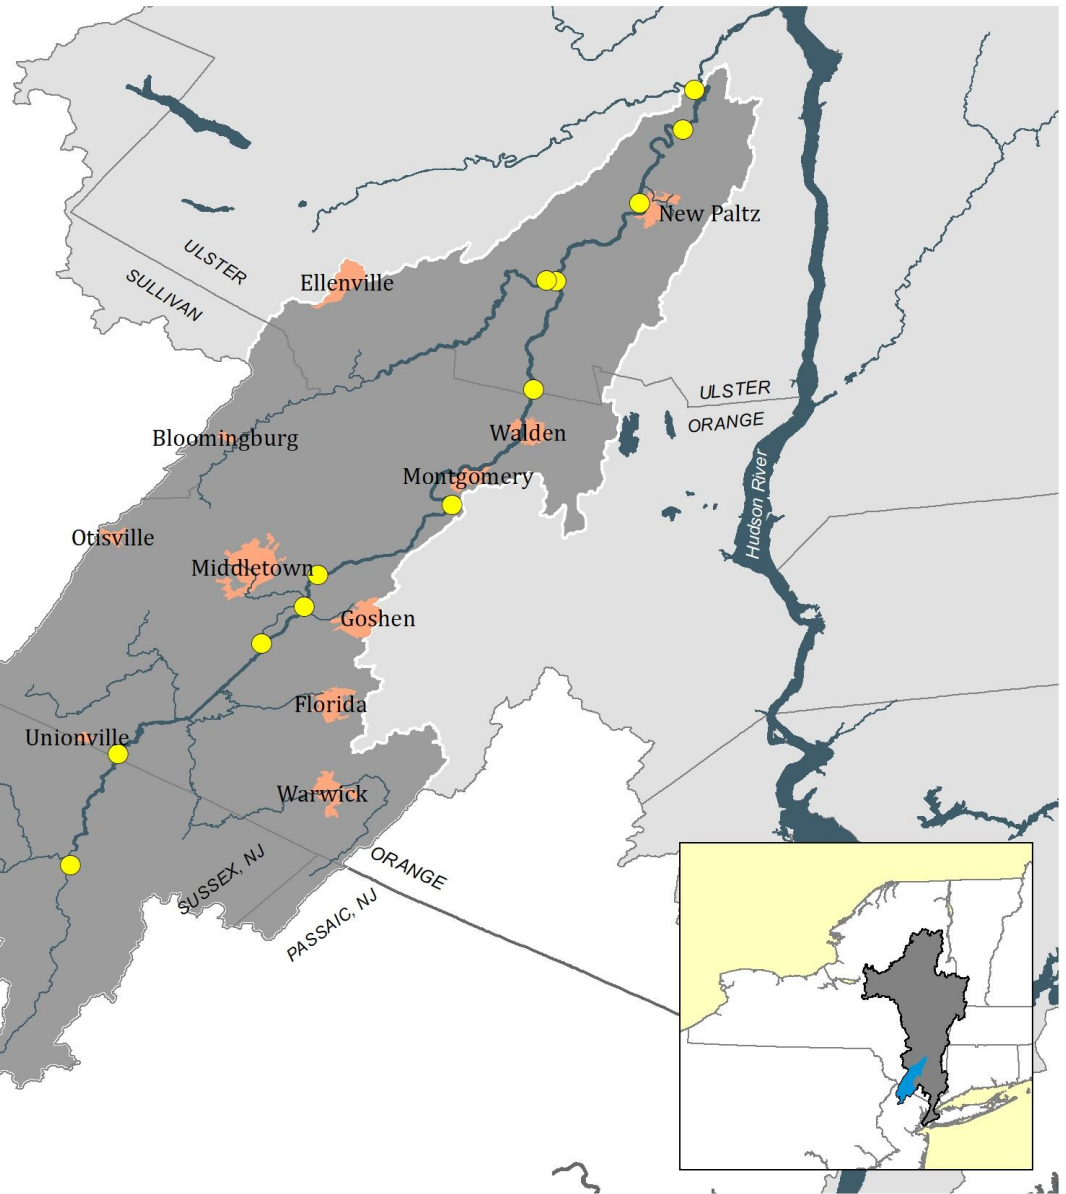 New Paltz
ULSTER
Ellenville
SULLIVAN
ULSTER
ORANGE
Walden
Bloomingburg
Montgomery
Hudson River
Otisville
Middletown
Goshen
Florida
Unionville
Warwick
ORANGE
SUSSEX, NJ
PASSAIC, NJ